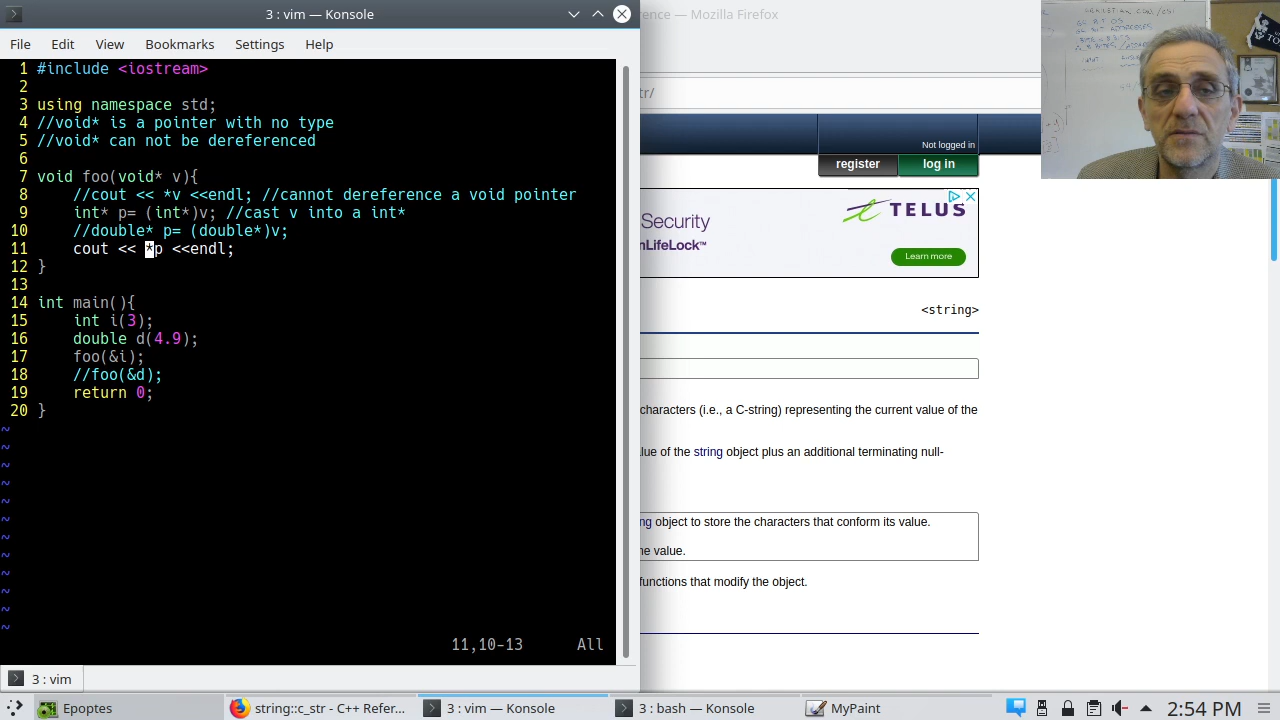 3 : vim — Konsole
File Edit View Bookmarks Settings Help
1 #include <iostream>
2
3 using namespace std;
4 //void* is a pointer with no type
5 //void* can not be dereferenced
6
7 void foo(void* v){
8 //cout << *v <<endl; //cannot dereference a void pointer
9 int* p= (int*)v; //cast v into a int*
10 //double* p= (double*)v;
11 cout << *p <<endl;
12 }
13
14 int main(){
15 int i(3);
16 double d(4.9);
17 foo(&i);
18 //foo(&d);
19 return 0;
20 }
~
~
~
~
~
~
~
~
~
~
~
~
11,10-13 All
3 : vim
rence — Mozilla Firefox
tr/
Not logged in
register log in
Security
nLifeLock™
TELUS
Learn more
<string>
characters (i.e., a C-string) representing the current value of the
lue of the string object plus an additional terminating null-
ng object to store the characters that conform its value.
he value.
functions that modify the object.
Epoptes
string::c_str - C++ Refer...
3 : vim — Konsole
3 : bash — Konsole
MyPaint
2:54 PM